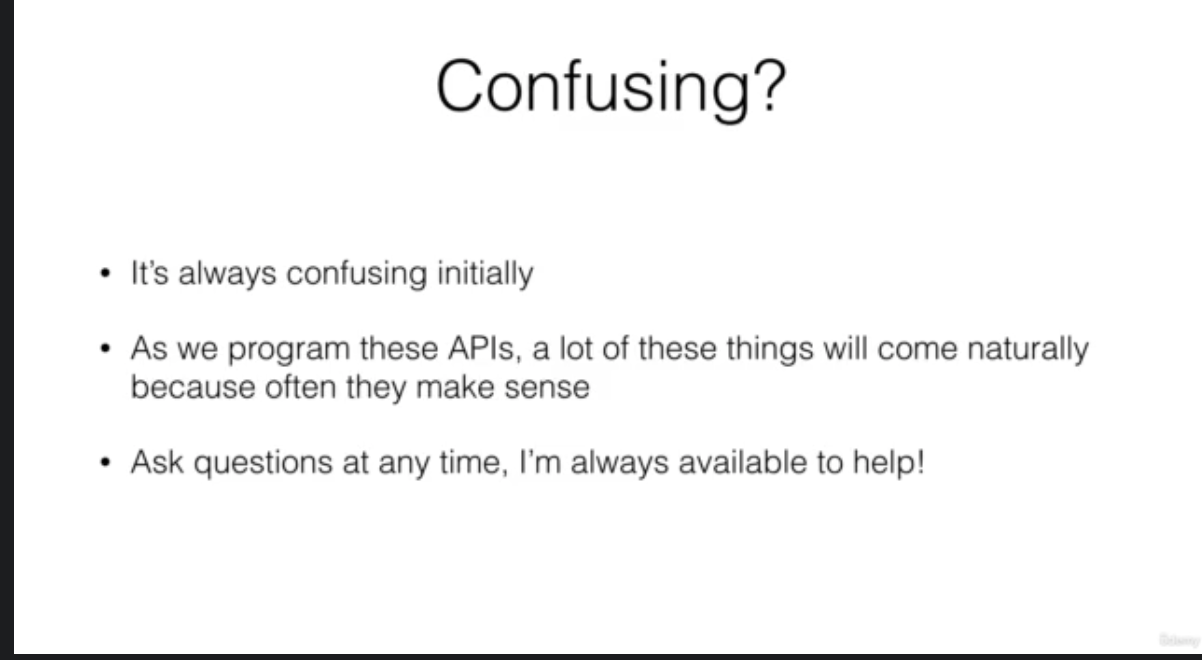 Confusing?
• It’s always confusing initially
• As we program these APIs, a lot of these things will come naturally
because often they make sense
• Ask questions at any time, I’m always available to help!
Udemy